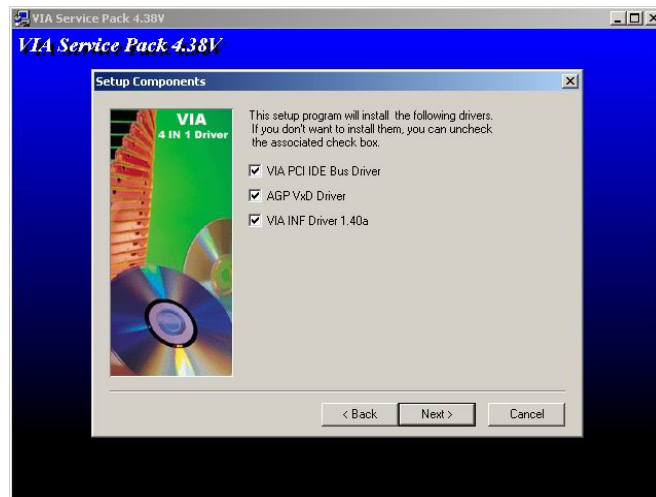 VIA Service Pack 4.38V
VIA Service Pack 4.38V
Setup Components
VIA
4 IN 1 Driver
This setup program will install the following drivers.
If you don't want to install them, you can uncheck
the associated check box.
VIA PCI IDE Bus Driver
AGP VxD Driver
VIA INF Driver 1.40a
< Back
Next >
Cancel